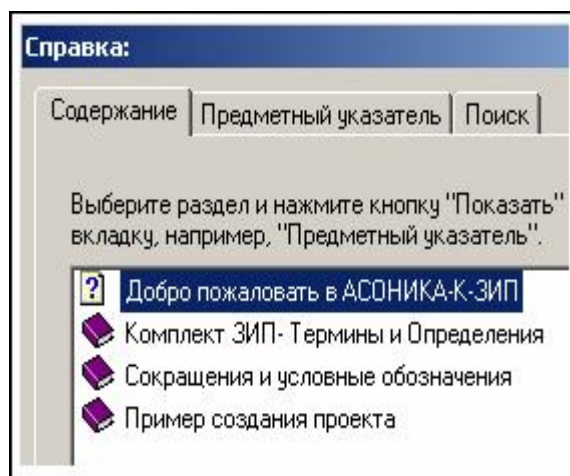 Справка:
Содержание Предметный указатель Поиск
Выберите раздел и нажмите кнопку "Показать"
вкладку, например, "Предметный указатель".
Добро пожаловать в АСОНИКА-К-ЗИП
Комплект ЗИП- Термины и Определения
Сокращения и условные обозначения
Пример создания проекта